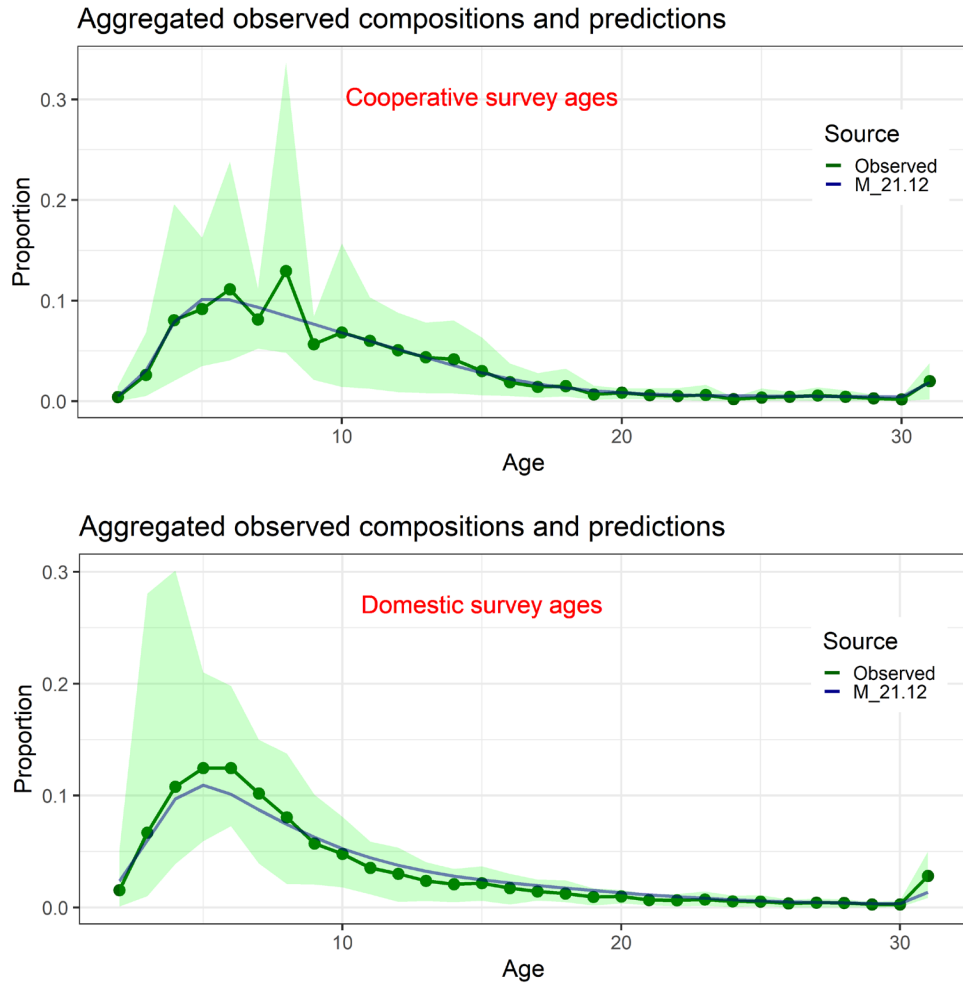 Aggregated observed compositions and predictions
Cooperative survey ages
Source
Observed
M_21.12
Proportion
0.3
0.2
0.1
0.0
10
20
30
Age
Aggregated observed compositions and predictions
Domestic survey ages
Source
Observed
M_21.12
Proportion
0.3
0.2
0.1
0.0
10
20
30
Age